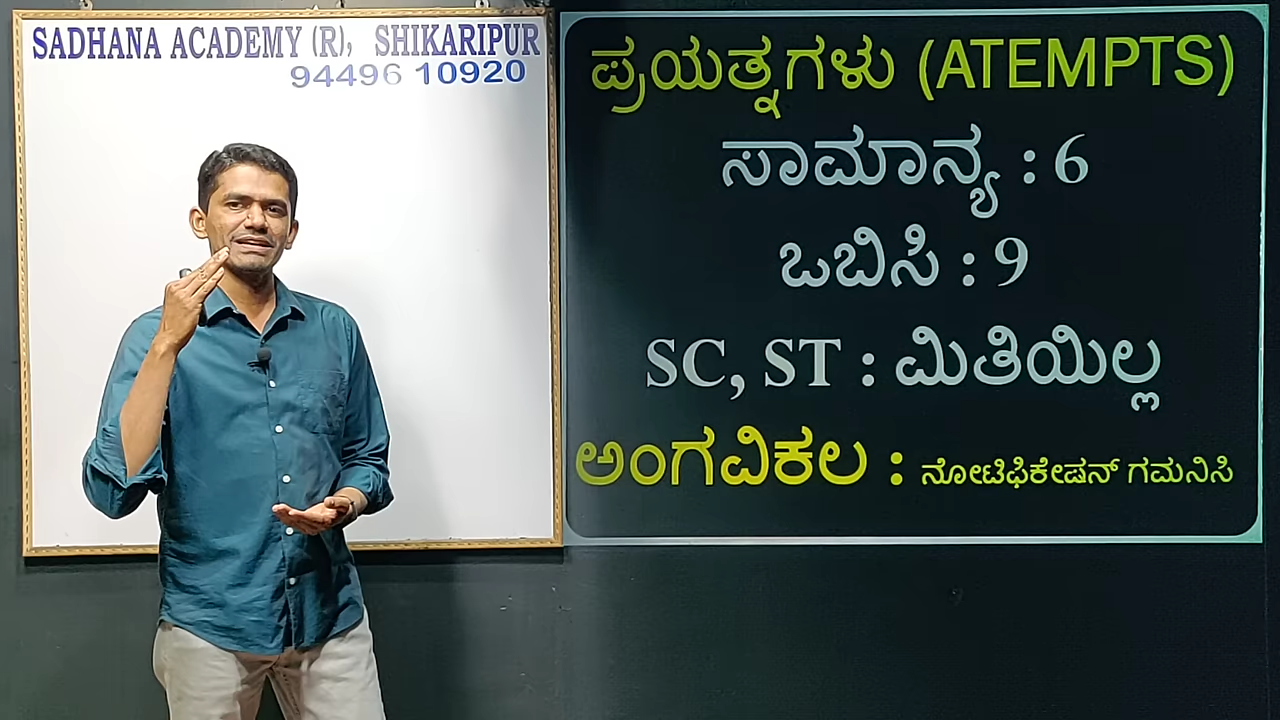 SADHANA ACADEMY (R), SHIKARIPUR
94496 10920
ಪ್ರಯತ್ನಗಳು (ATEMPTS)
ಸಾಮಾನ್ಯ : 6
ಒಬಿಸಿ : 9
SC, ST : ಮಿತಿಯಿಲ್ಲ
ಅಂಗವಿಕಲ : ನೋಟಿಫಿಕೇಷನ್ ಗಮನಿಸಿ